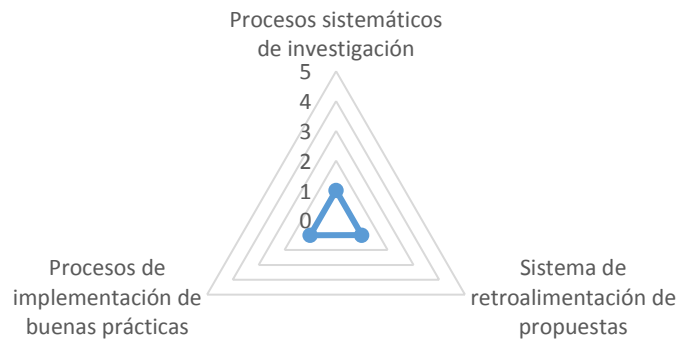 Procesos sistemáticos
de investigación
5
4
3
2
1
0
Procesos de
implementación de
buenas prácticas
Sistema de
retroalimentación de
propuestas